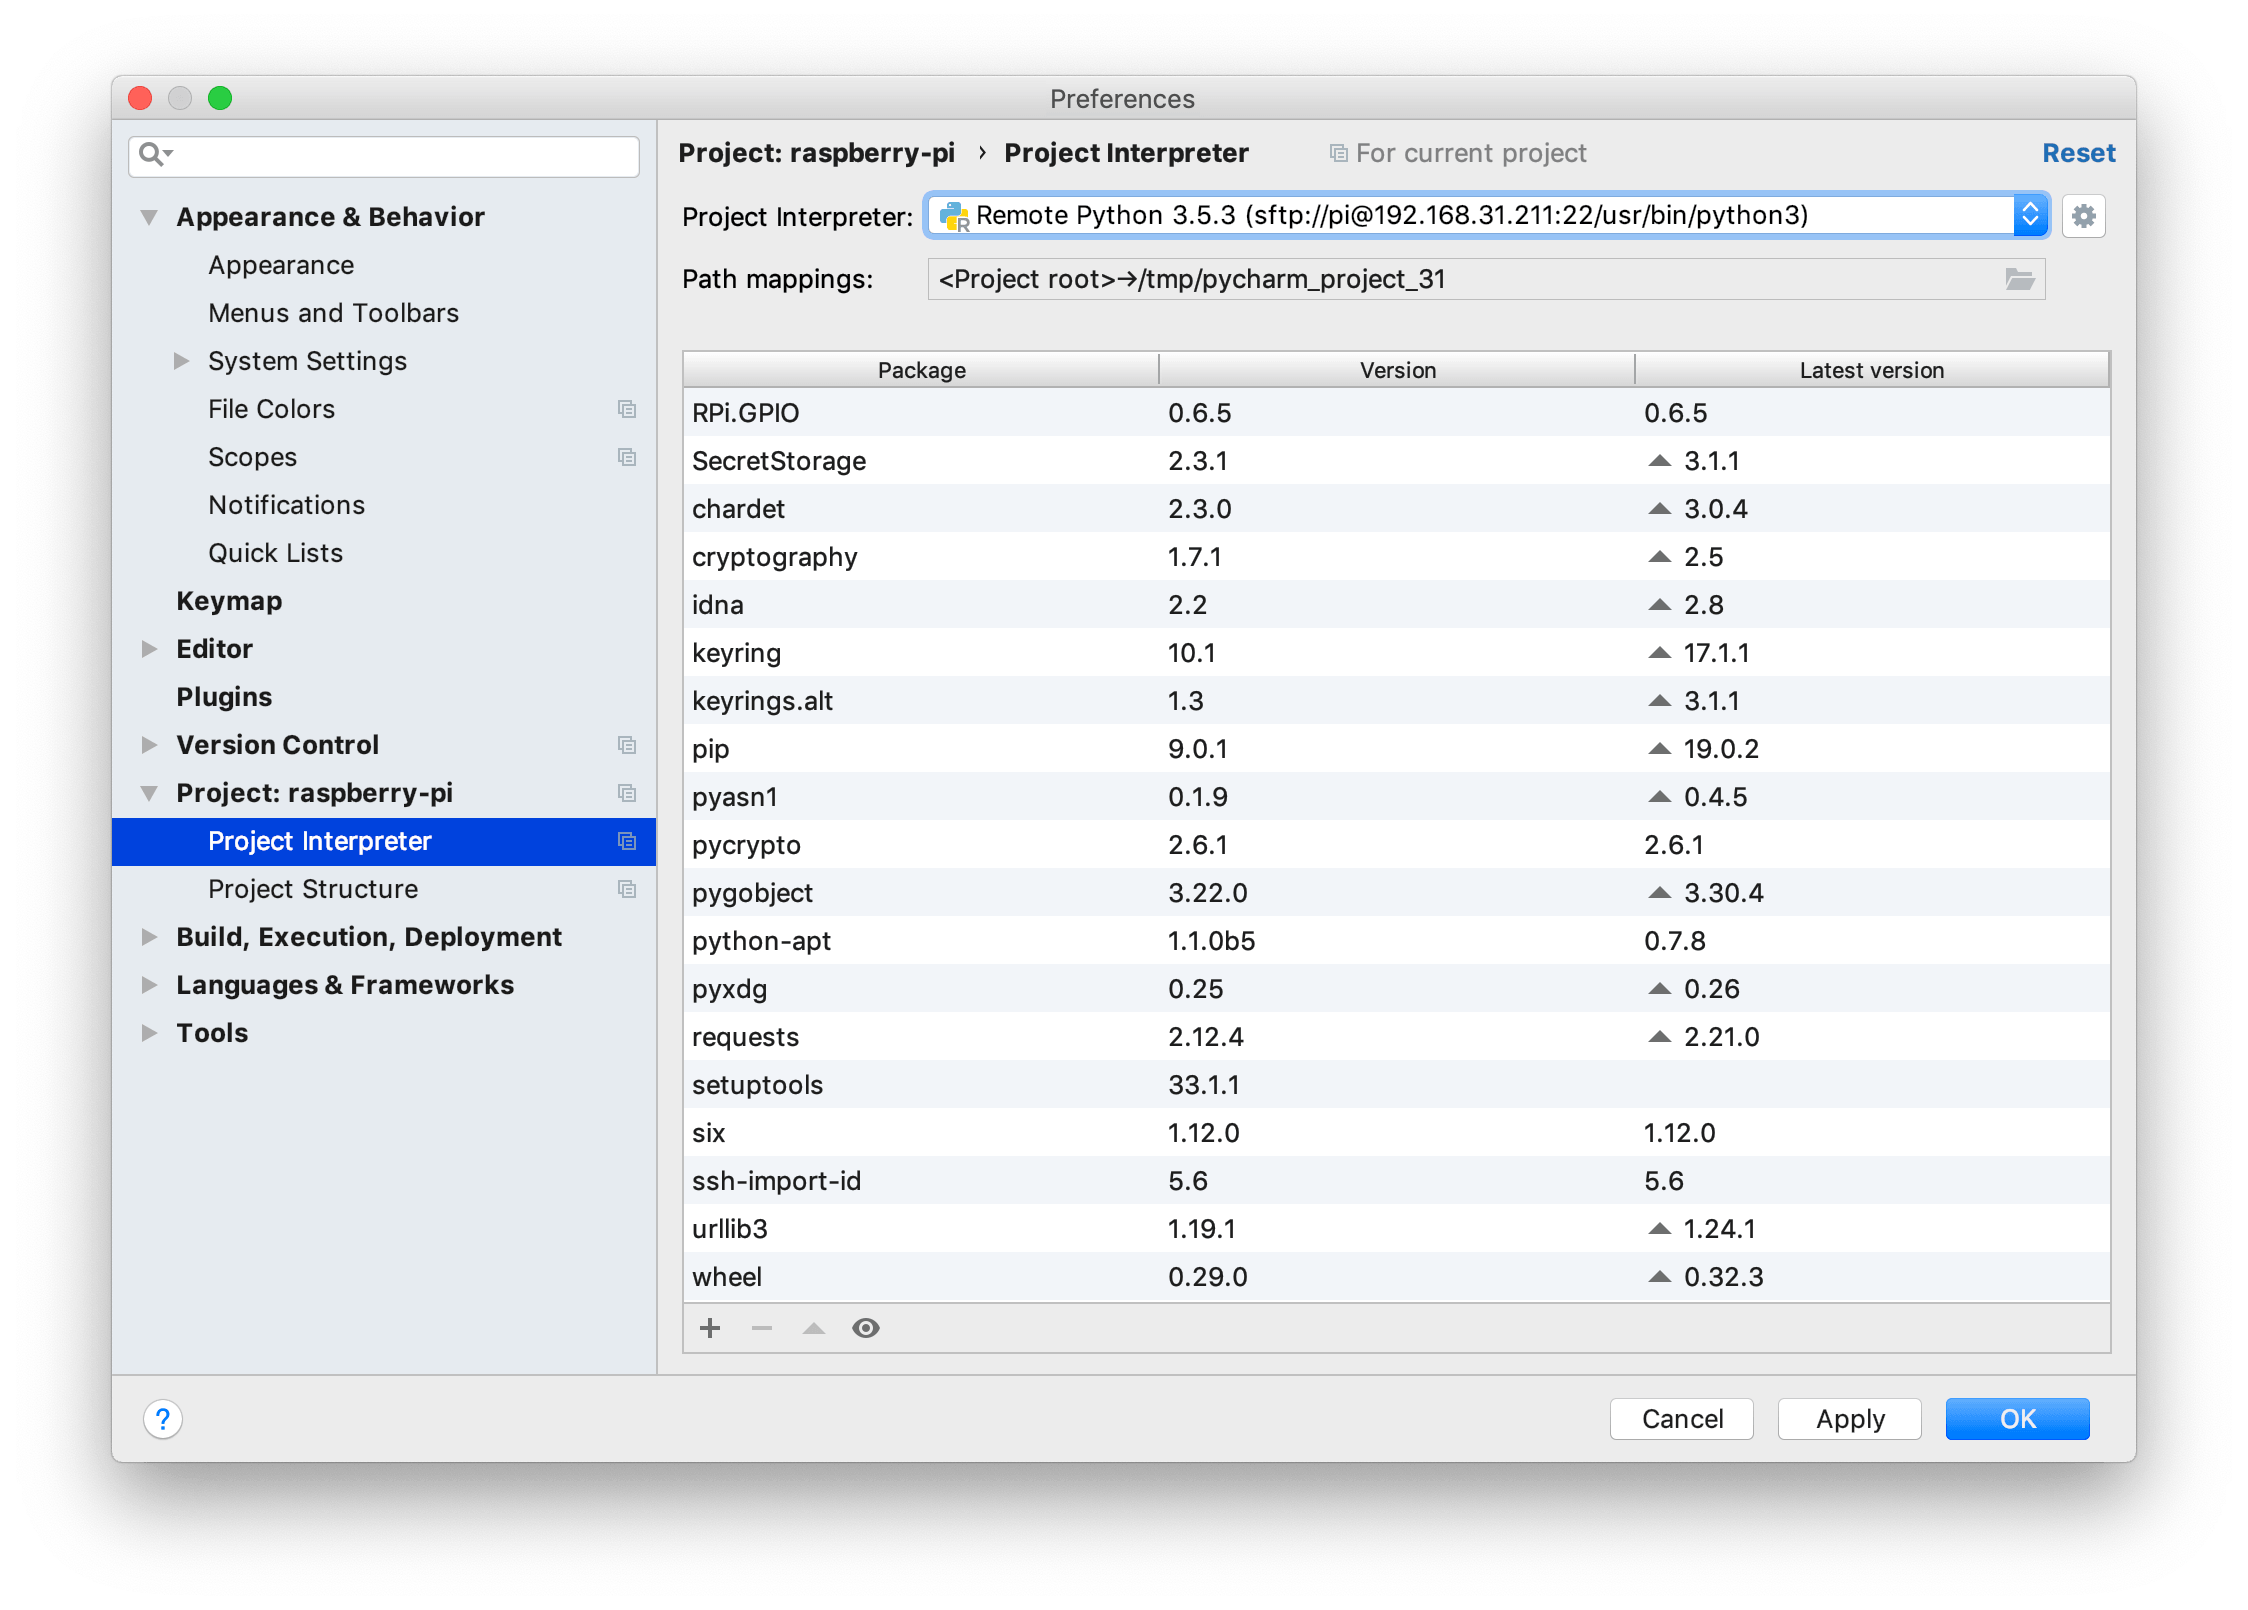 Preferences
Appearance & Behavior
Appearance
Menus and Toolbars
System Settings
File Colors
Scopes
Notifications
Quick Lists
Keymap
Editor
Plugins
Version Control
Project: raspberry-pi
Project Interpreter
Project Structure
Build, Execution, Deployment
Languages & Frameworks
Tools
Project: raspberry-pi › Project Interpreter For current project Reset
Project Interpreter: Remote Python 3.5.3 (sftp://pi@192.168.31.211:22/usr/bin/python3)
Path mappings: <Project root>→/tmp/pycharm_project_31
Package Version Latest version
RPi.GPIO 0.6.5 0.6.5
SecretStorage 2.3.1 3.1.1
chardet 2.3.0 3.0.4
cryptography 1.7.1 2.5
idna 2.2 2.8
keyring 10.1 17.1.1
keyrings.alt 1.3 3.1.1
pip 9.0.1 19.0.2
pyasn1 0.1.9 0.4.5
pycrypto 2.6.1 2.6.1
pygobject 3.22.0 3.30.4
python-apt 1.1.0b5 0.7.8
pyxdg 0.25 0.26
requests 2.12.4 2.21.0
setuptools 33.1.1
six 1.12.0 1.12.0
ssh-import-id 5.6 5.6
urllib3 1.19.1 1.24.1
wheel 0.29.0 0.32.3
? Cancel Apply OK